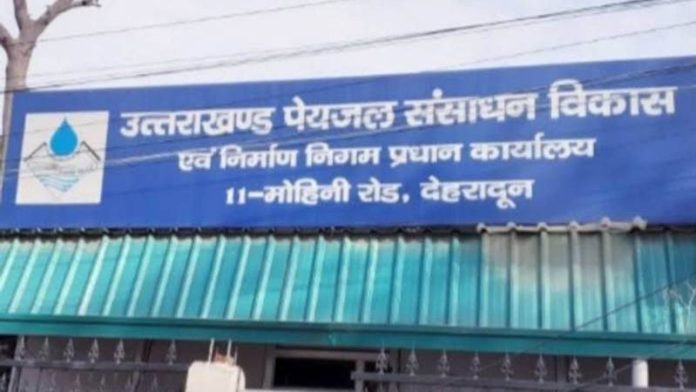 उत्तराखण्ड पेयजल संसाधन विकास
एवं निर्माण निगम प्रधान कार्यालय
11-मोहिनी रोड, देहरादून